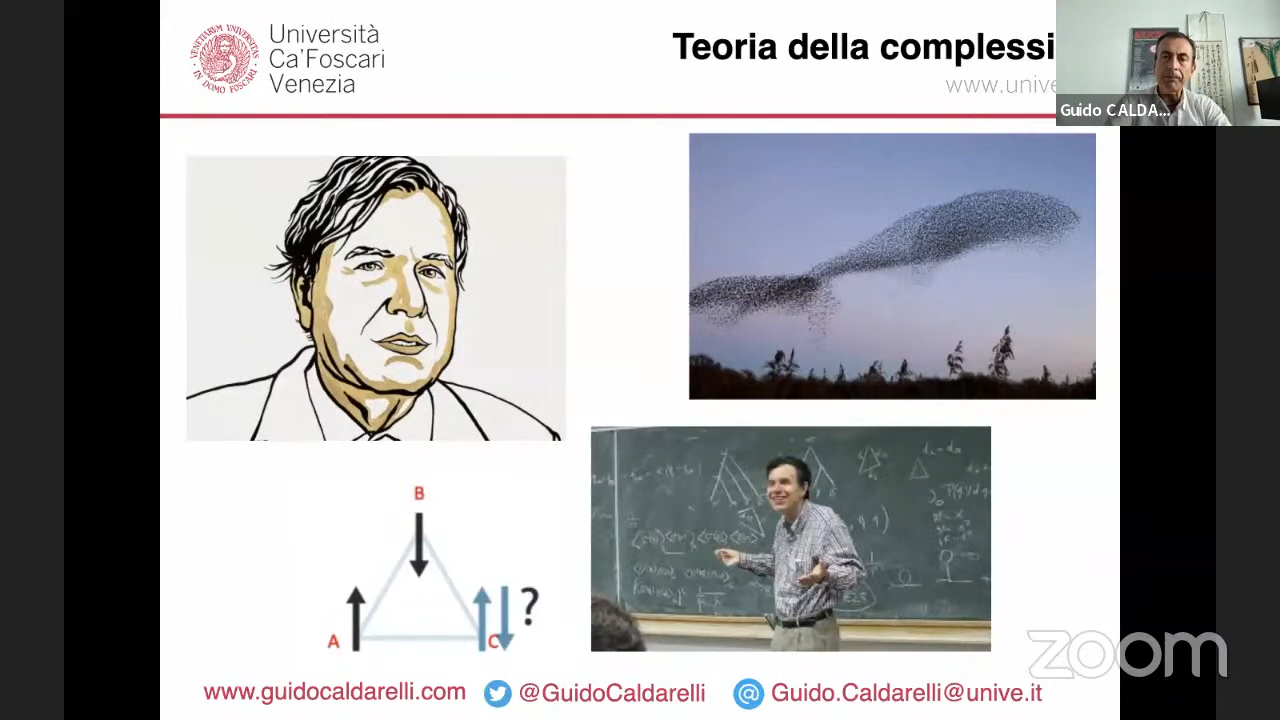 Università
Ca'Foscari
Venezia
Teoria della complessi
www.unive
Guido CALDA...
B
A
C
?
zoom
www.guidocaldarelli.com
@GuidoCaldarelli
Guido.Caldarelli@unive.it